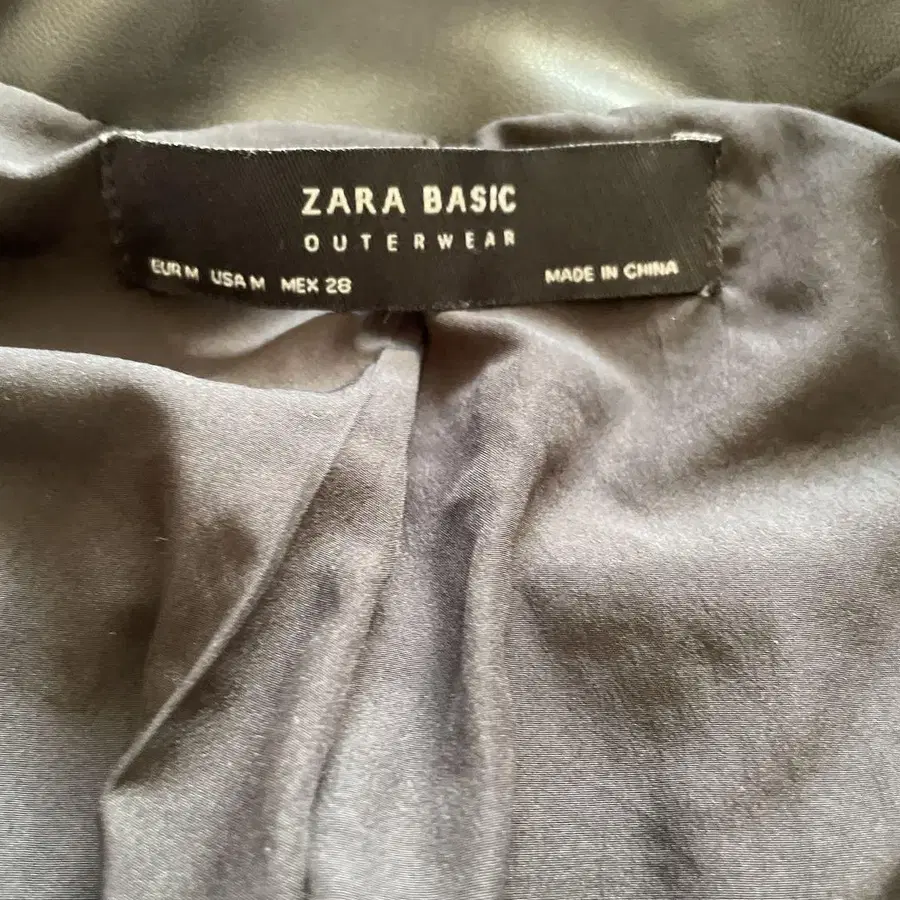 ZARA BASIC
OUTERWEAR
EUR M USA M MEX 28 MADE IN CHINA